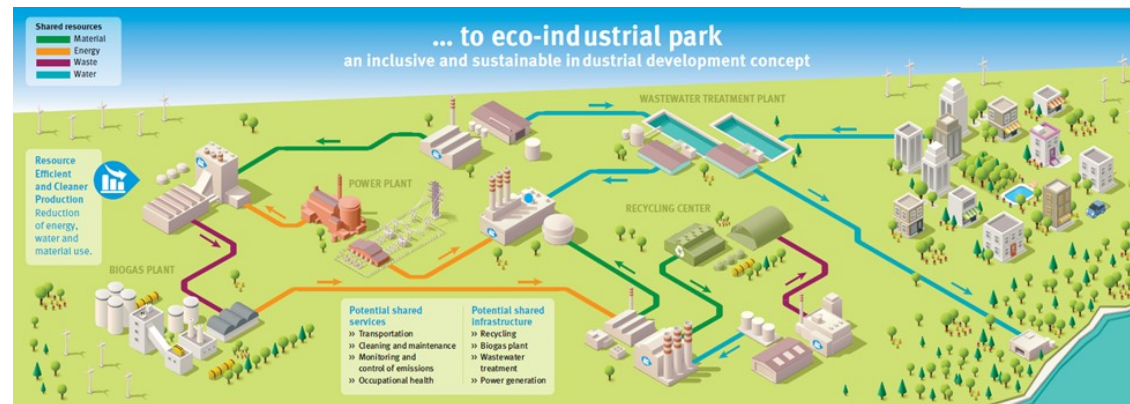 Shared resources
Material
Energy
Waste
Water
... to eco-industrial park
an inclusive and sustainable industrial development concept
WASTEWATER TREATMENT PLANT
Resource
Efficient
and Cleaner
Production
Reduction
of energy,
water and
material use.
POWER PLANT
RECYCLING CENTER
BIOGAS PLANT
Potential shared
services
» Transportation
» Cleaning and maintenance
» Monitoring and
control of emissions
» Occupational health
Potential shared
infrastructure
» Recycling
» Biogas plant
» Wastewater
treatment
» Power generation